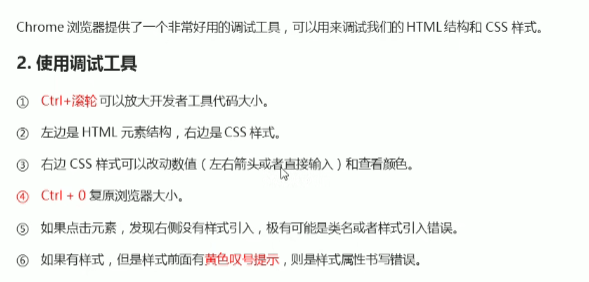 Chrome 浏览器提供了一个非常好用的调试工具，可以用来调试我们的 HTML 结构和 CSS 样式。
2. 使用调试工具
① Ctrl+滚轮 可以放大开发者工具代码大小。
② 左边是 HTML 元素结构，右边是 CSS 样式。
③ 右边 CSS 样式可以改动数值（左右箭头或者直接输入）和查看颜色。
④ Ctrl + 0 复原浏览器大小。
⑤ 如果点击元素，发现右侧没有样式引入，极有可能是类名或者样式引入错误。
⑥ 如果有样式，但是样式前面有黄色叹号提示，则是样式属性书写错误。